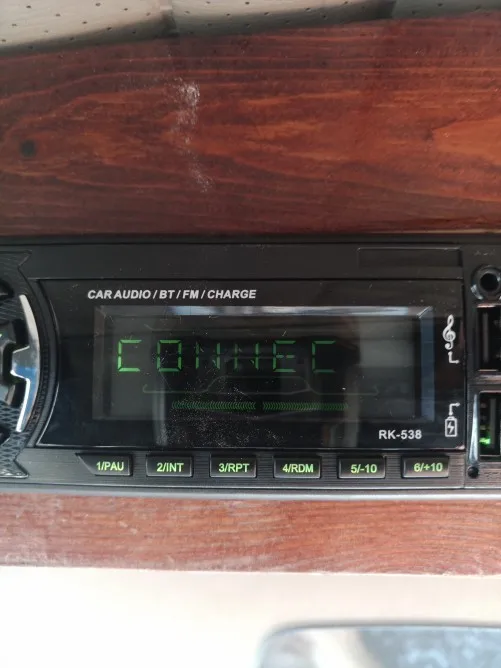 CAR AUDIO / BT / FM / CHARGE
CONNEC
RK-538
1/PAU 2/INT 3/RPT 4/RDM 5/-10 6/+10